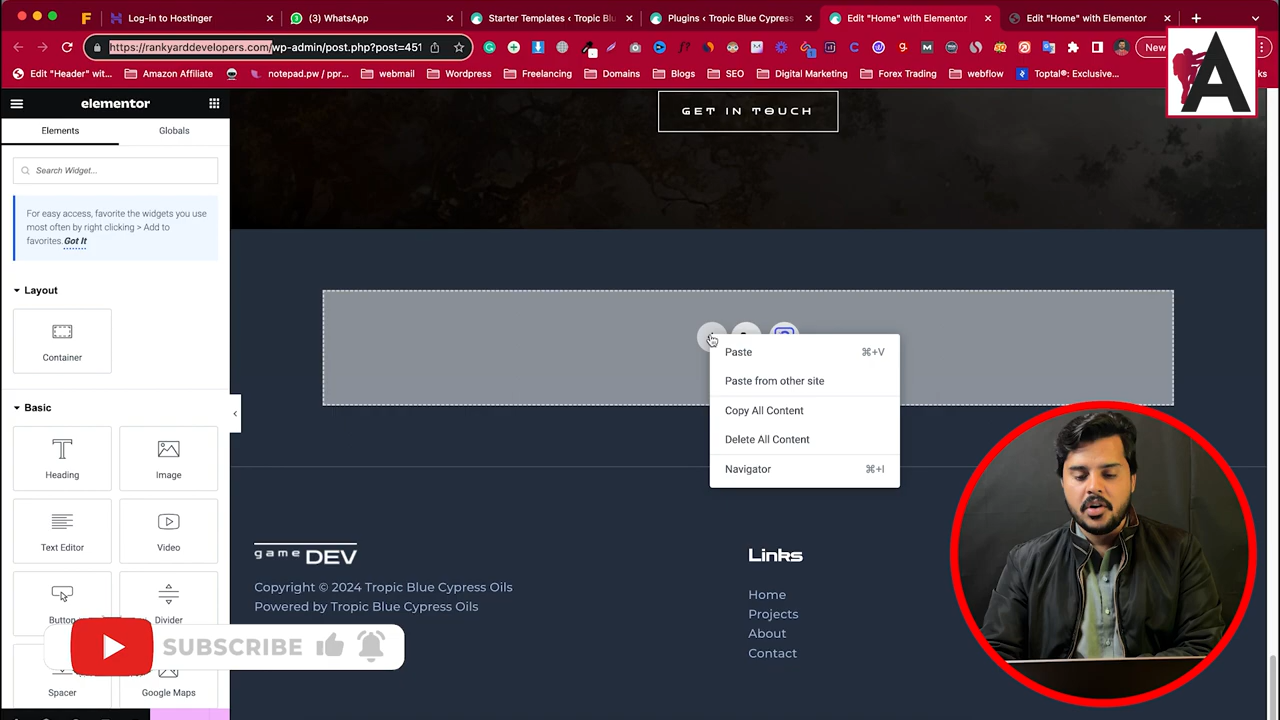 Log-in to Hostinger
(3) WhatsApp
Starter Templates ‹ Tropic Blu
Plugins ‹ Tropic Blue Cypress
Edit "Home" with Elementor
Edit "Home" with Elementor
https://rankyarddevelopers.com/wp-admin/post.php?post=451
New
Edit "Header" wit...
Amazon Affiliate
notepad.pw / ppr...
webmail
Wordpress
Freelancing
Domains
Blogs
SEO
Digital Marketing
Forex Trading
webflow
Toptal®: Exclusive...
ks
A
elementor
Elements
Globals
Search Widget...
For easy access, favorite the widgets you use
most often by right clicking > Add to
favorites. Got It
Layout
Container
Basic
Heading
Image
Text Editor
Video
Button
Divider
Spacer
Google Maps
SUBSCRIBE
GET IN TOUCH
Paste ⌘+V
Paste from other site
Copy All Content
Delete All Content
Navigator ⌘+I
game DEV
Copyright © 2024 Tropic Blue Cypress Oils
Powered by Tropic Blue Cypress Oils
Links
Home
Projects
About
Contact